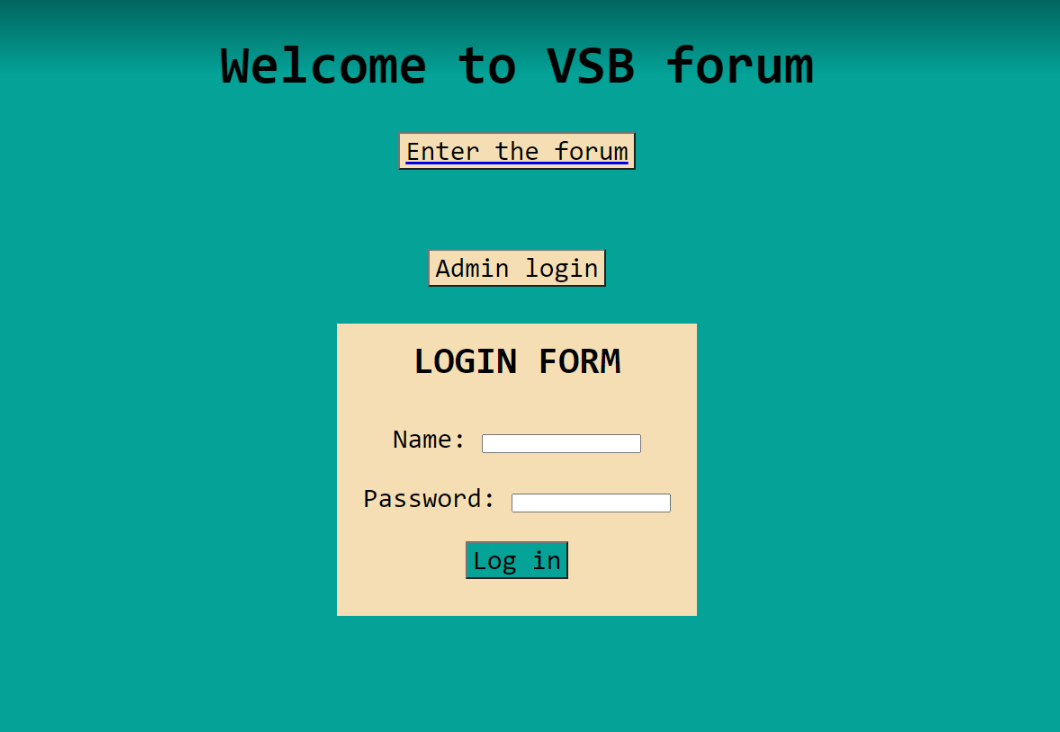 Welcome to VSB forum
Enter the forum
Admin login
LOGIN FORM
Name:
Password:
Log in